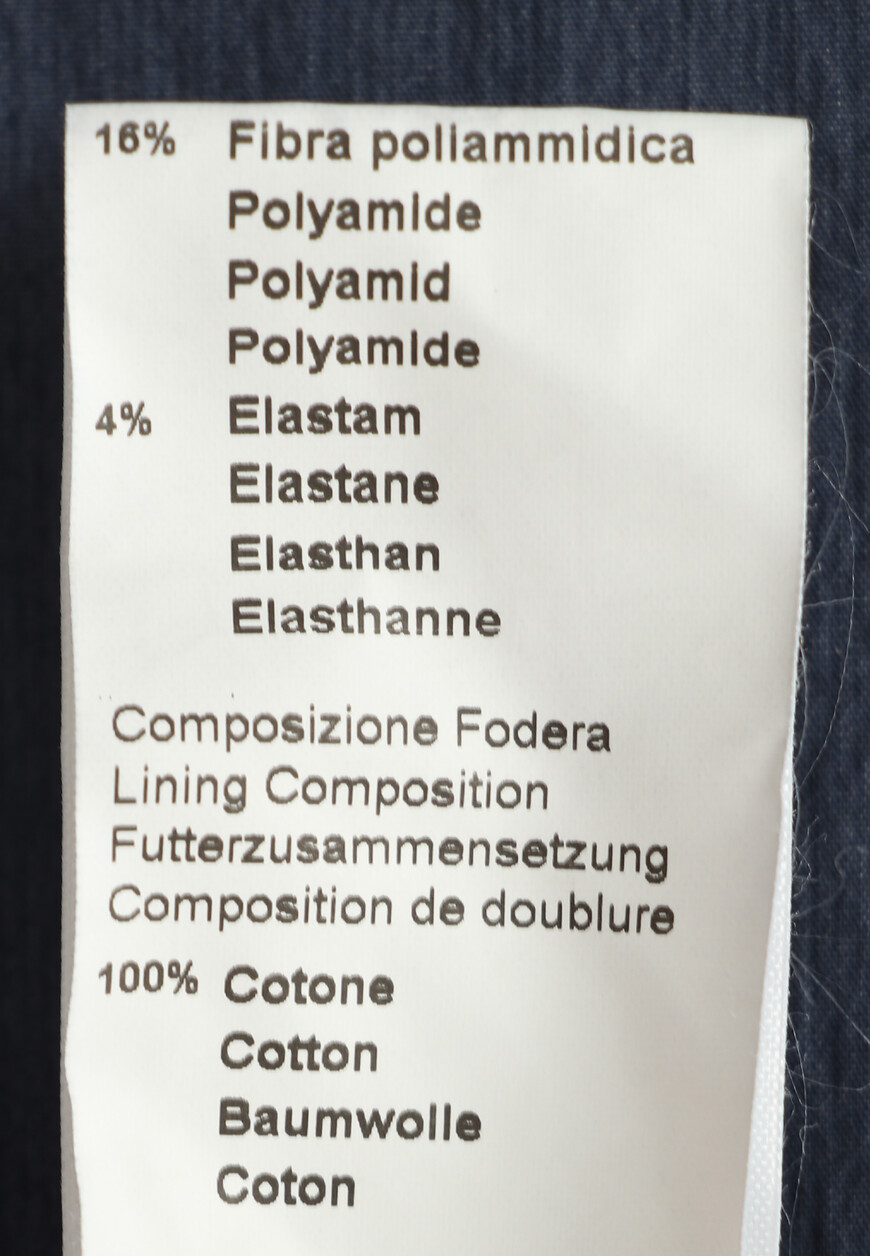 16% Fibra poliammidica
Polyamide
Polyamid
Polyamide
4% Elastam
Elastane
Elasthan
Elasthanne
Composizione Fodera
Lining Composition
Futterzusammensetzung
Composition de doublure
100% Cotone
Cotton
Baumwolle
Coton